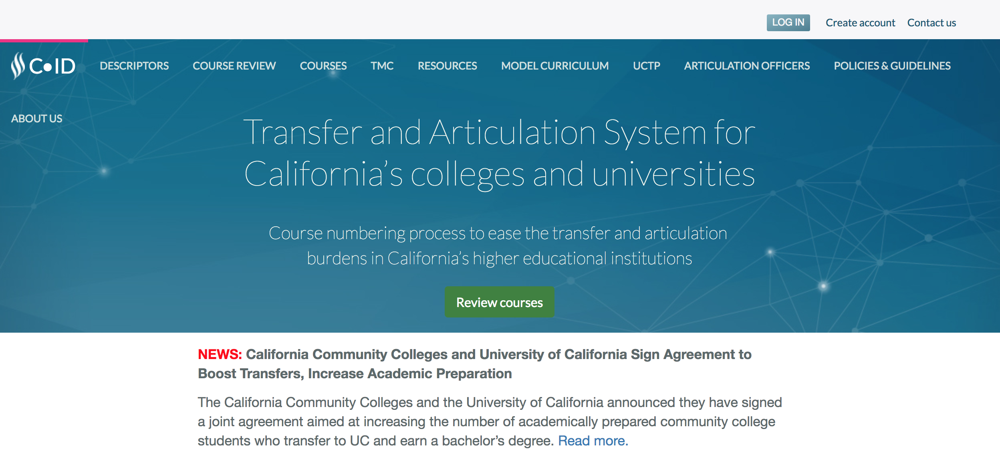 LOG IN Create account Contact us
C•ID DESCRIPTORS COURSE REVIEW COURSES TMC RESOURCES MODEL CURRICULUM UCTP ARTICULATION OFFICERS POLICIES & GUIDELINES
ABOUT US
Transfer and Articulation System for
California’s colleges and universities
Course numbering process to ease the transfer and articulation
burdens in California’s higher educational institutions
Review courses
NEWS: California Community Colleges and University of California Sign Agreement to
Boost Transfers, Increase Academic Preparation
The California Community Colleges and the University of California announced they have signed
a joint agreement aimed at increasing the number of academically prepared community college
students who transfer to UC and earn a bachelor’s degree. Read more.